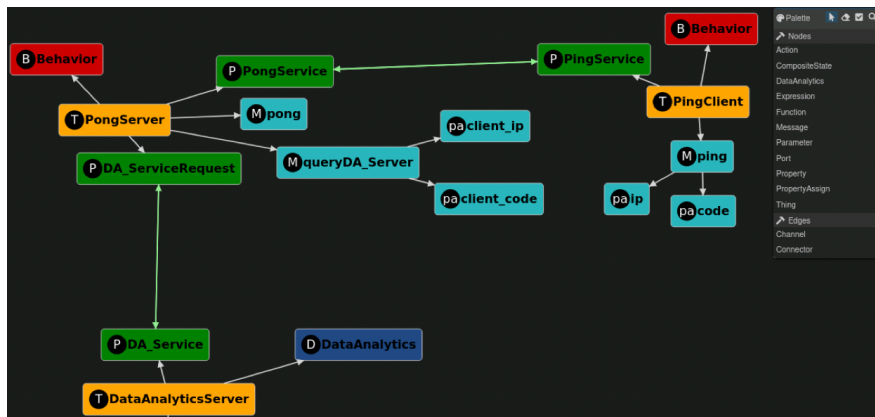 B Behavior
P PongService
P PingService
B Behavior
T PongServer
M pong
T PingClient
P DA_ServiceRequest
M queryDA_Server
pa client_ip
pa client_code
M ping
pa ip
pa code
P DA_Service
D DataAnalytics
T DataAnalyticsServer
Palette
Nodes
Action
CompositeState
DataAnalytics
Expression
Function
Message
Parameter
Port
Property
PropertyAssign
Thing
Edges
Channel
Connector